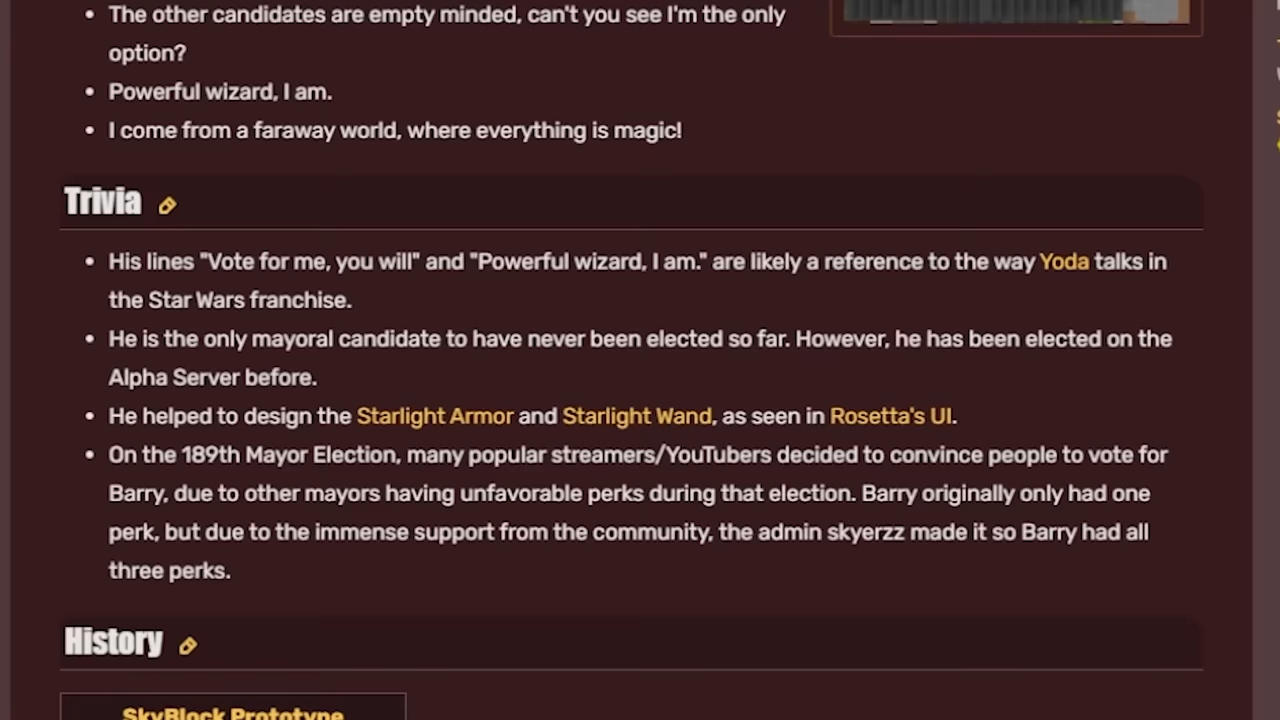 The other candidates are empty minded, can't you see I'm the only
option?
Powerful wizard, I am.
I come from a faraway world, where everything is magic!
Trivia
His lines "Vote for me, you will" and "Powerful wizard, I am." are likely a reference to the way Yoda talks in
the Star Wars franchise.
He is the only mayoral candidate to have never been elected so far. However, he has been elected on the
Alpha Server before.
He helped to design the Starlight Armor and Starlight Wand, as seen in Rosetta's UI.
On the 189th Mayor Election, many popular streamers/YouTubers decided to convince people to vote for
Barry, due to other mayors having unfavorable perks during that election. Barry originally only had one
perk, but due to the immense support from the community, the admin skyerzz made it so Barry had all
three perks.
History
SkyBlock Prototype